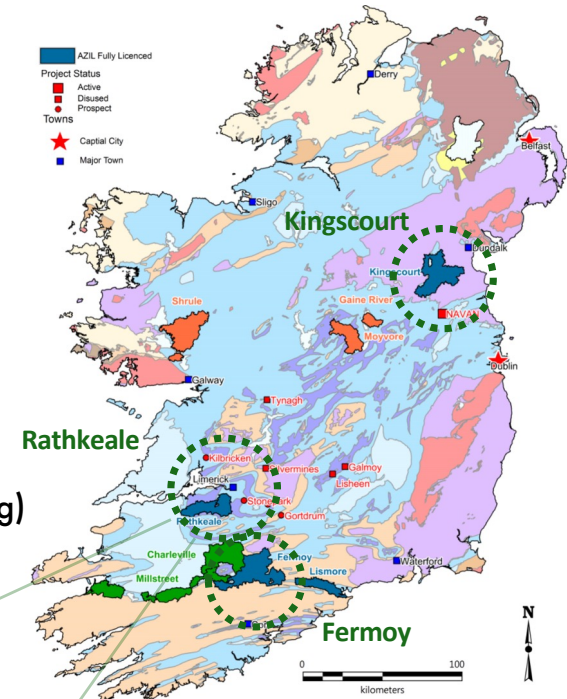 AZIL Fully Licenced
Project Status
Active
Disused
Prospect
Towns
Captial City
Major Town
Derry
Belfast
Sligo
Kingscourt
Dundalk
Kingscourt
Shrule
Gaine River
NAVAN
Moyvore
Dublin
Galway
Tynagh
Rathkeale
Kilbricken
Silvermines
Galmoy
Limerick
Lisheen
g)
Rathkeale
Gortdrum
Charleville
Fermoy
Millstreet
Lismore
Waterford
Fermoy
N
0
100
kilometers